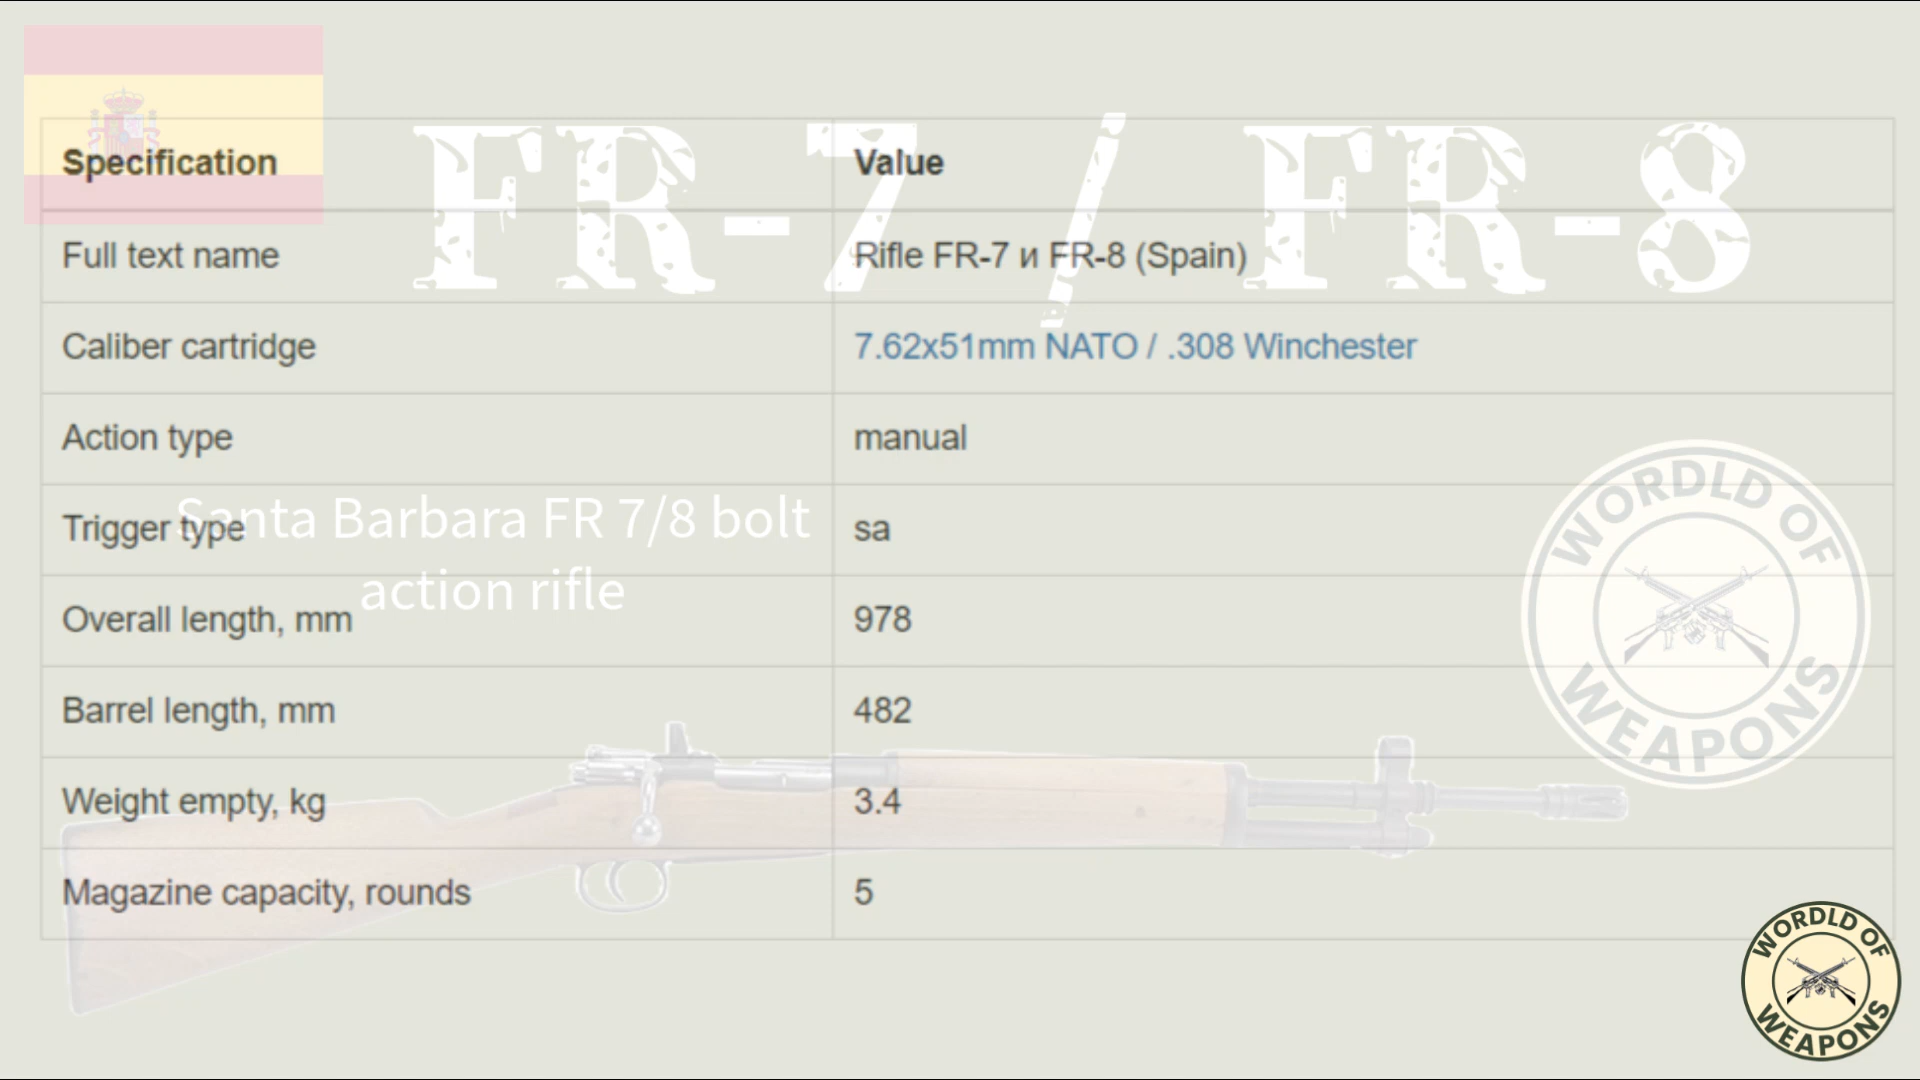 FR-7 / FR-8
Specification Value
Full text name Rifle FR-7 и FR-8 (Spain)
Caliber cartridge 7.62x51mm NATO / .308 Winchester
Action type manual
Santa Barbara FR 7/8 bolt
action rifle
Trigger type sa
Overall length, mm 978
Barrel length, mm 482
Weight empty, kg 3.4
Magazine capacity, rounds 5
WORDLD OF
WEAPONS
WORDLD OF
WEAPONS